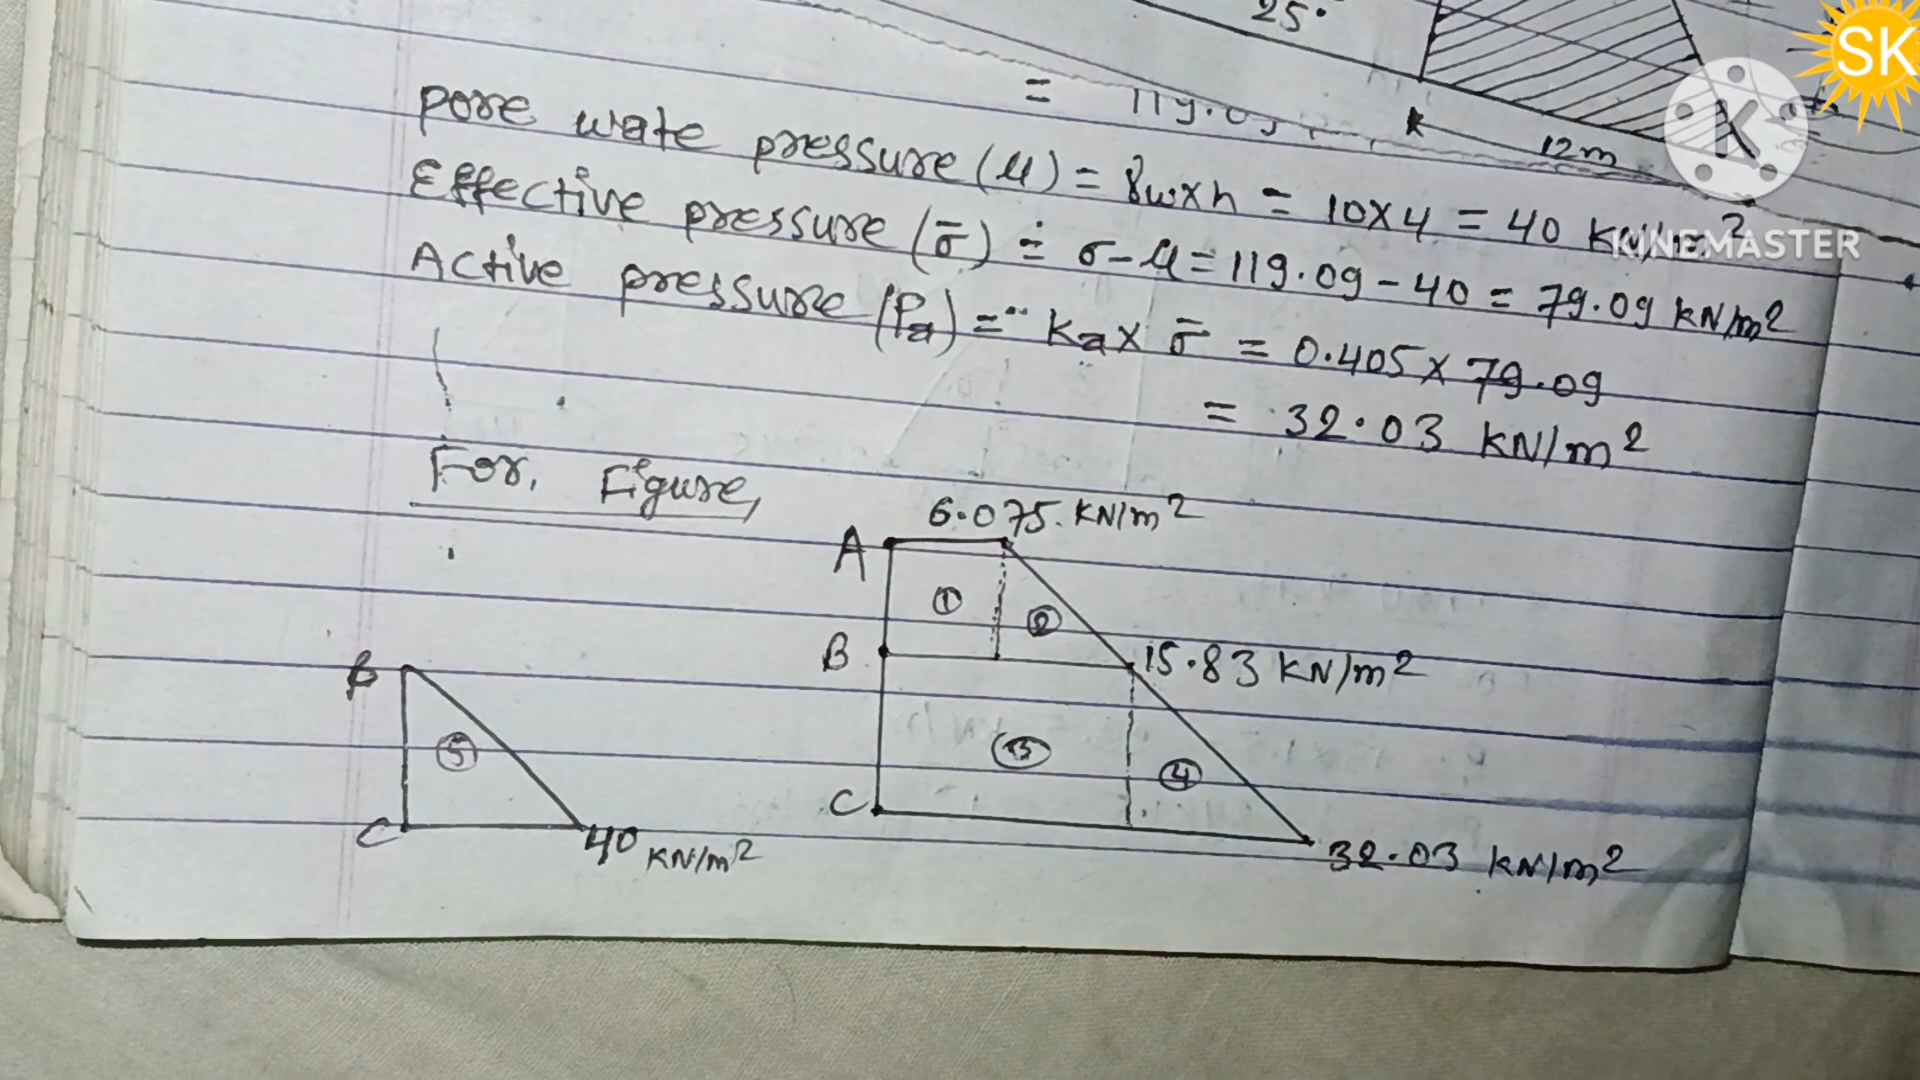 25°
SK
12m
KINEMASTER
pore wate pressure (μ) = γw×h = 10×4 = 40 KN/m²
Effective pressure (σ̄) = σ-μ = 119.09 - 40 = 79.09 KN/m²
Active pressure (Pa) = Ka × σ̄ = 0.405 × 79.09
= 32.03 KN/m²
For, Figure,
6.075 KN/m²
A
① ②
B 15.83 KN/m²
B
⑤
③ ④
C 32.03 KN/m²
C 40 KN/m²